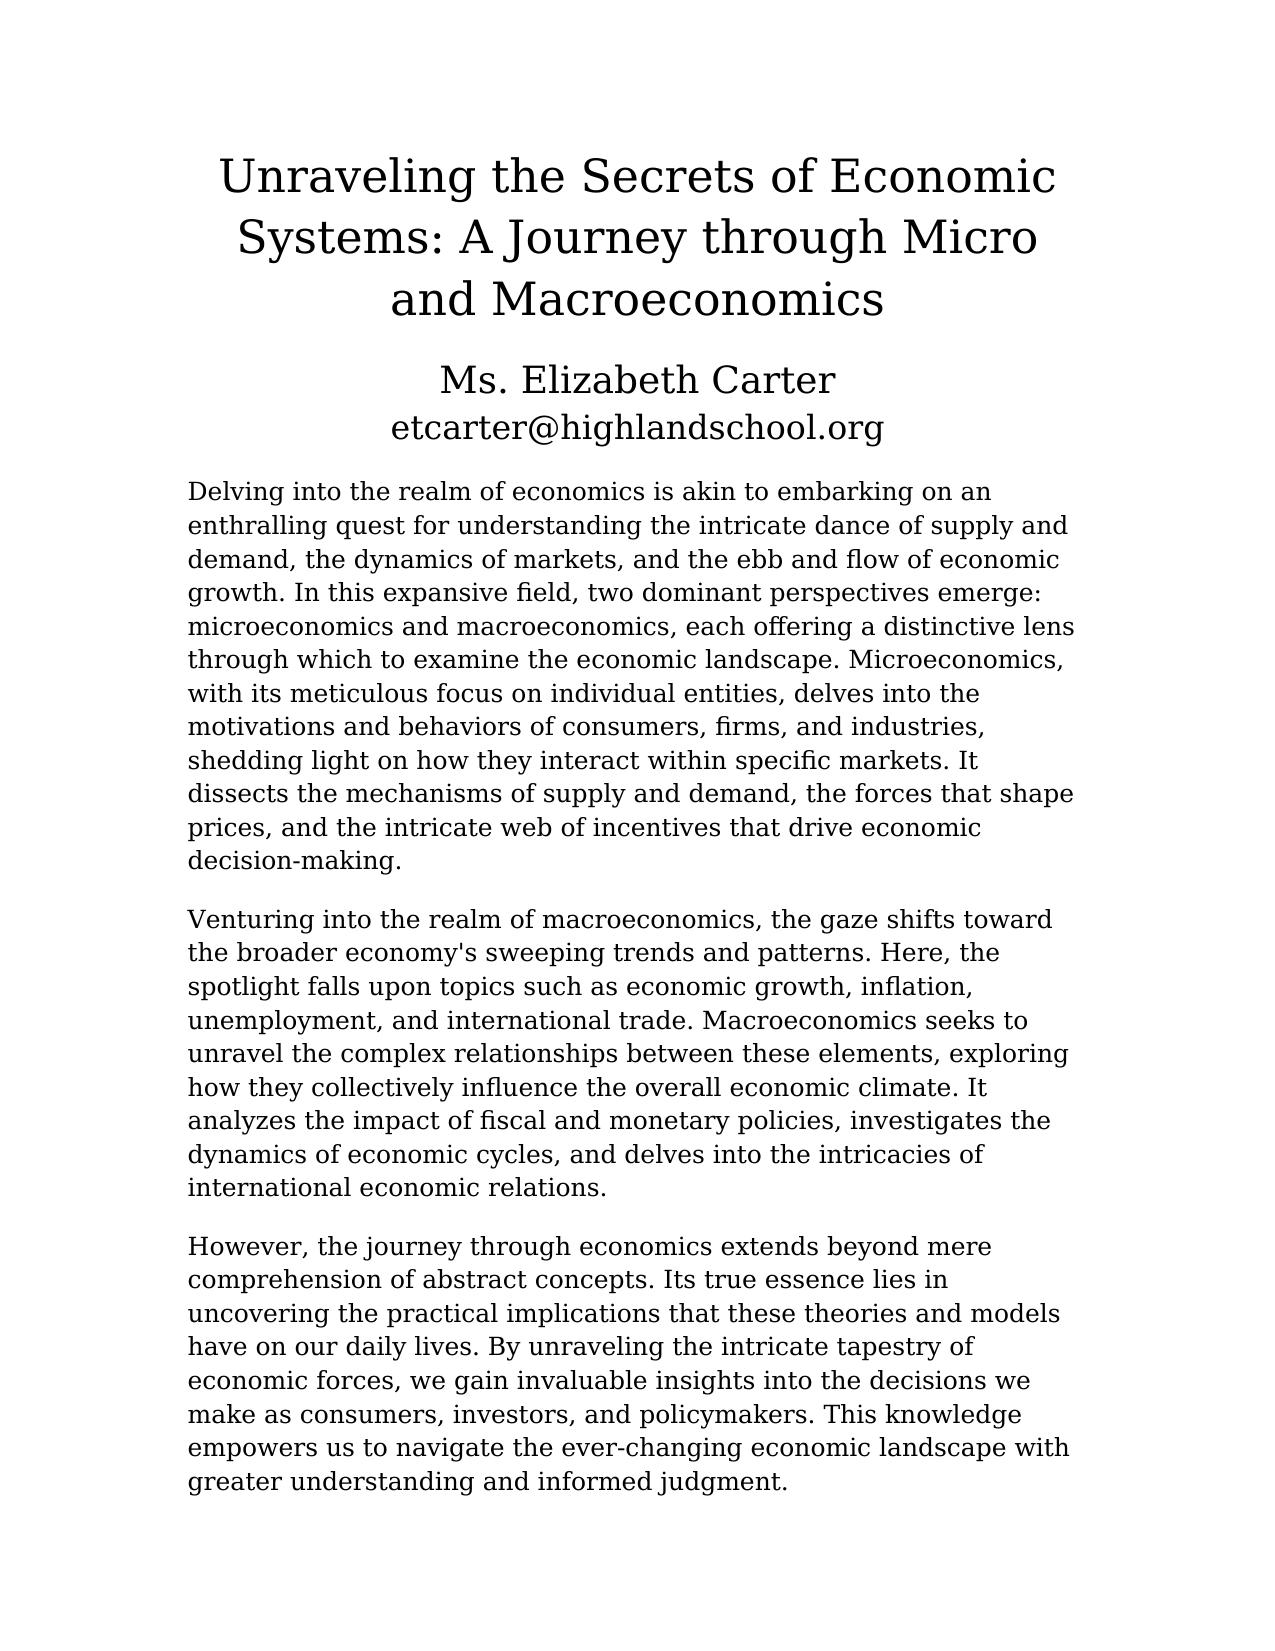 Unraveling the Secrets of Economic
Systems: A Journey through Micro
and Macroeconomics
Ms. Elizabeth Carter
etcarter@highlandschool.org
Delving into the realm of economics is akin to embarking on an
enthralling quest for understanding the intricate dance of supply and
demand, the dynamics of markets, and the ebb and flow of economic
growth. In this expansive field, two dominant perspectives emerge:
microeconomics and macroeconomics, each offering a distinctive lens
through which to examine the economic landscape. Microeconomics,
with its meticulous focus on individual entities, delves into the
motivations and behaviors of consumers, firms, and industries,
shedding light on how they interact within specific markets. It
dissects the mechanisms of supply and demand, the forces that shape
prices, and the intricate web of incentives that drive economic
decision-making.
Venturing into the realm of macroeconomics, the gaze shifts toward
the broader economy's sweeping trends and patterns. Here, the
spotlight falls upon topics such as economic growth, inflation,
unemployment, and international trade. Macroeconomics seeks to
unravel the complex relationships between these elements, exploring
how they collectively influence the overall economic climate. It
analyzes the impact of fiscal and monetary policies, investigates the
dynamics of economic cycles, and delves into the intricacies of
international economic relations.
However, the journey through economics extends beyond mere
comprehension of abstract concepts. Its true essence lies in
uncovering the practical implications that these theories and models
have on our daily lives. By unraveling the intricate tapestry of
economic forces, we gain invaluable insights into the decisions we
make as consumers, investors, and policymakers. This knowledge
empowers us to navigate the ever-changing economic landscape with
greater understanding and informed judgment.